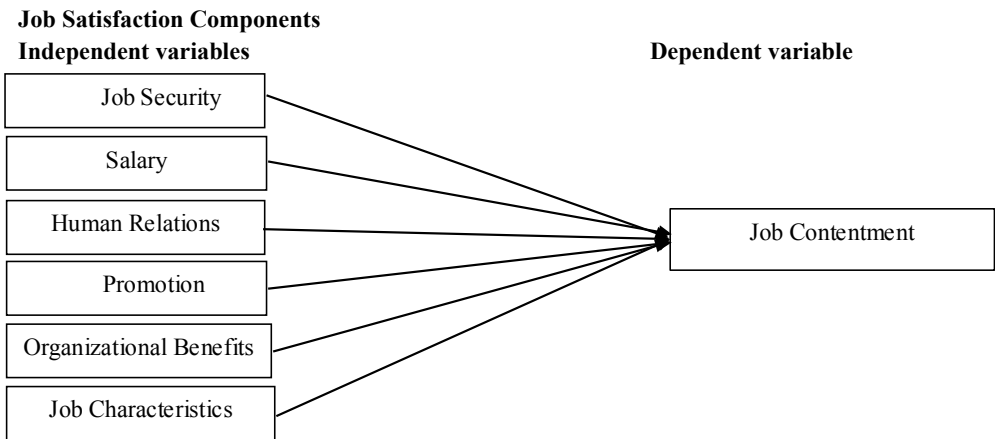 Job Satisfaction Components
Independent variables
Dependent variable
Job Security
Salary
Human Relations
Promotion
Organizational Benefits
Job Characteristics
Job Contentment